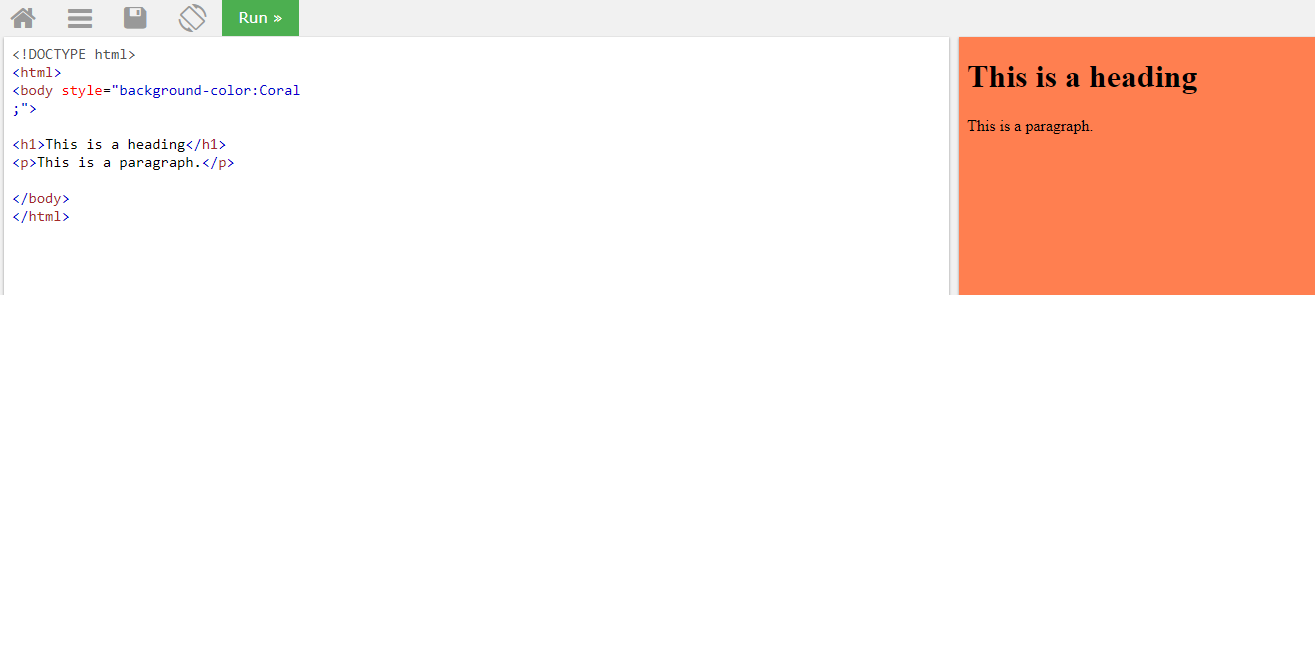 Run »
<!DOCTYPE html>
<html>
<body style="background-color:Coral
;">
<h1>This is a heading</h1>
<p>This is a paragraph.</p>
</body>
</html>
This is a heading
This is a paragraph.